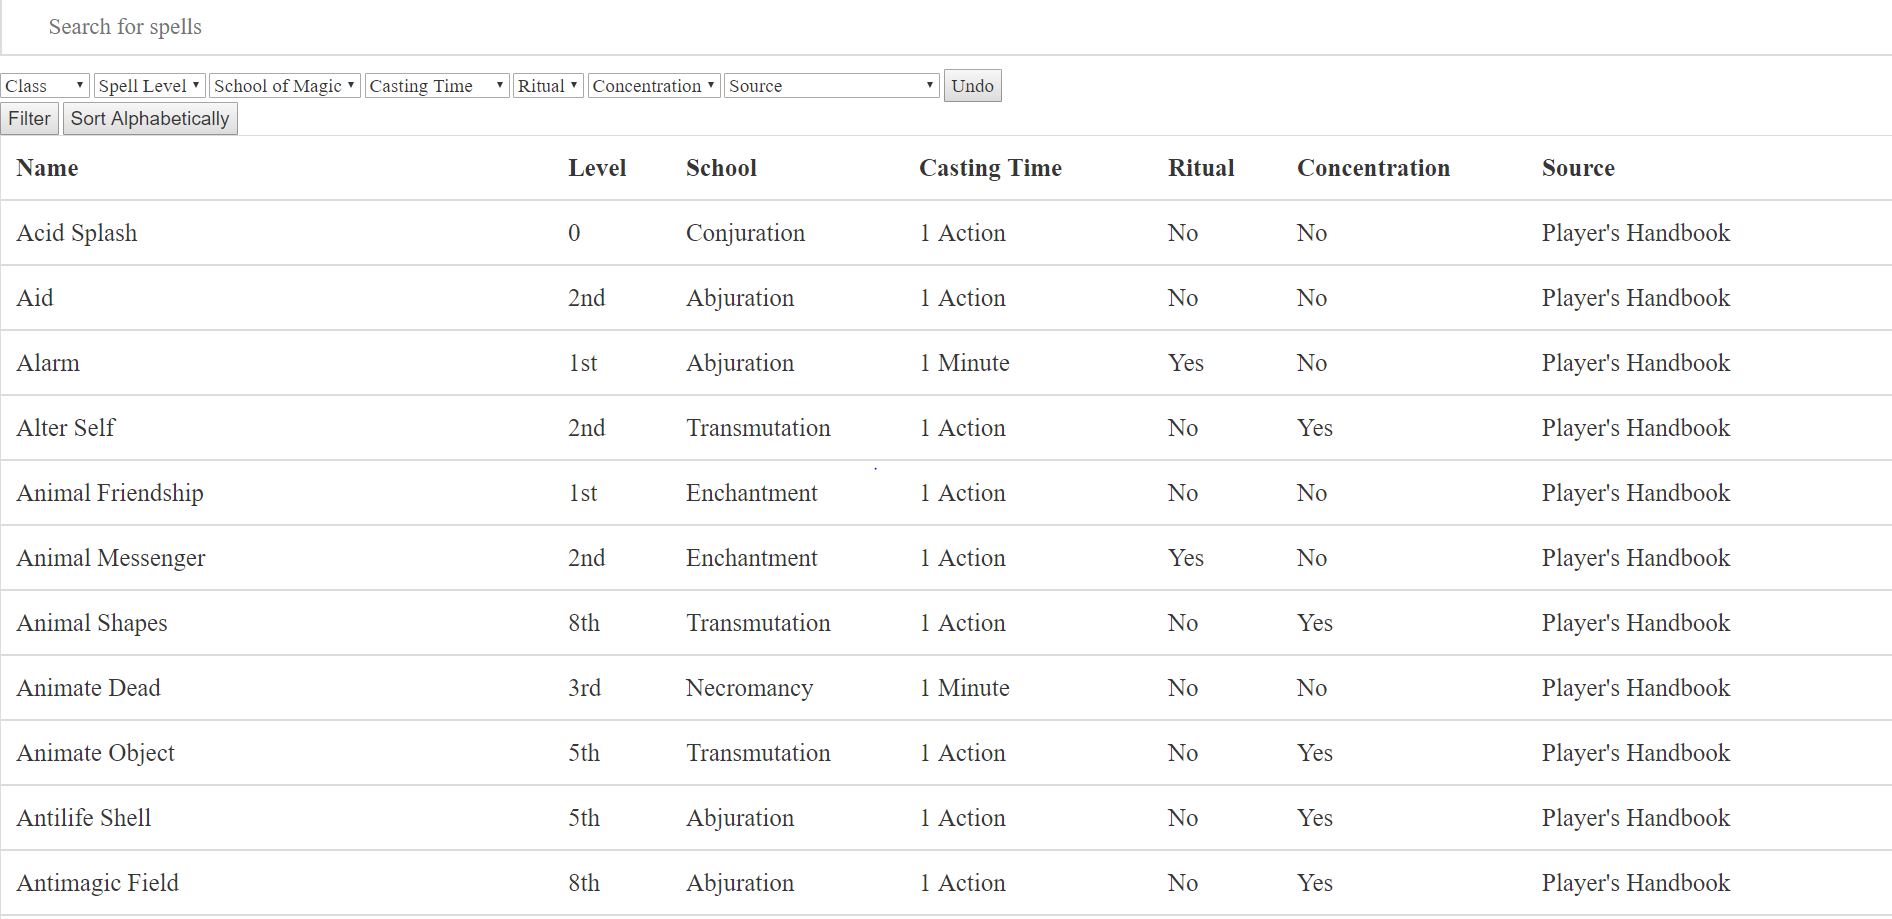 Search for spells
Class Spell Level School of Magic Casting Time Ritual Concentration Source Undo
Filter Sort Alphabetically
Name Level School Casting Time Ritual Concentration Source
Acid Splash 0 Conjuration 1 Action No No Player's Handbook
Aid 2nd Abjuration 1 Action No No Player's Handbook
Alarm 1st Abjuration 1 Minute Yes No Player's Handbook
Alter Self 2nd Transmutation 1 Action No Yes Player's Handbook
Animal Friendship 1st Enchantment 1 Action No No Player's Handbook
Animal Messenger 2nd Enchantment 1 Action Yes No Player's Handbook
Animal Shapes 8th Transmutation 1 Action No Yes Player's Handbook
Animate Dead 3rd Necromancy 1 Minute No No Player's Handbook
Animate Object 5th Transmutation 1 Action No Yes Player's Handbook
Antilife Shell 5th Abjuration 1 Action No Yes Player's Handbook
Antimagic Field 8th Abjuration 1 Action No Yes Player's Handbook